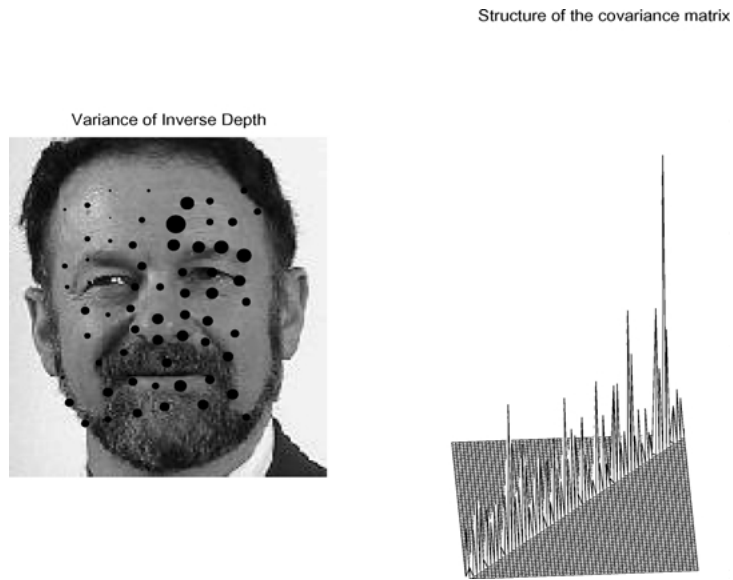 Structure of the covariance matrix
Variance of Inverse Depth